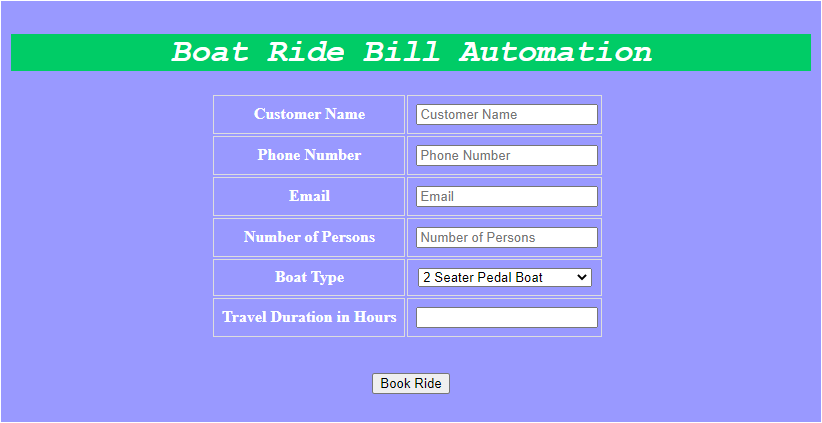 Boat Ride Bill Automation
Customer Name Customer Name
Phone Number Phone Number
Email Email
Number of Persons Number of Persons
Boat Type 2 Seater Pedal Boat
Travel Duration in Hours
Book Ride